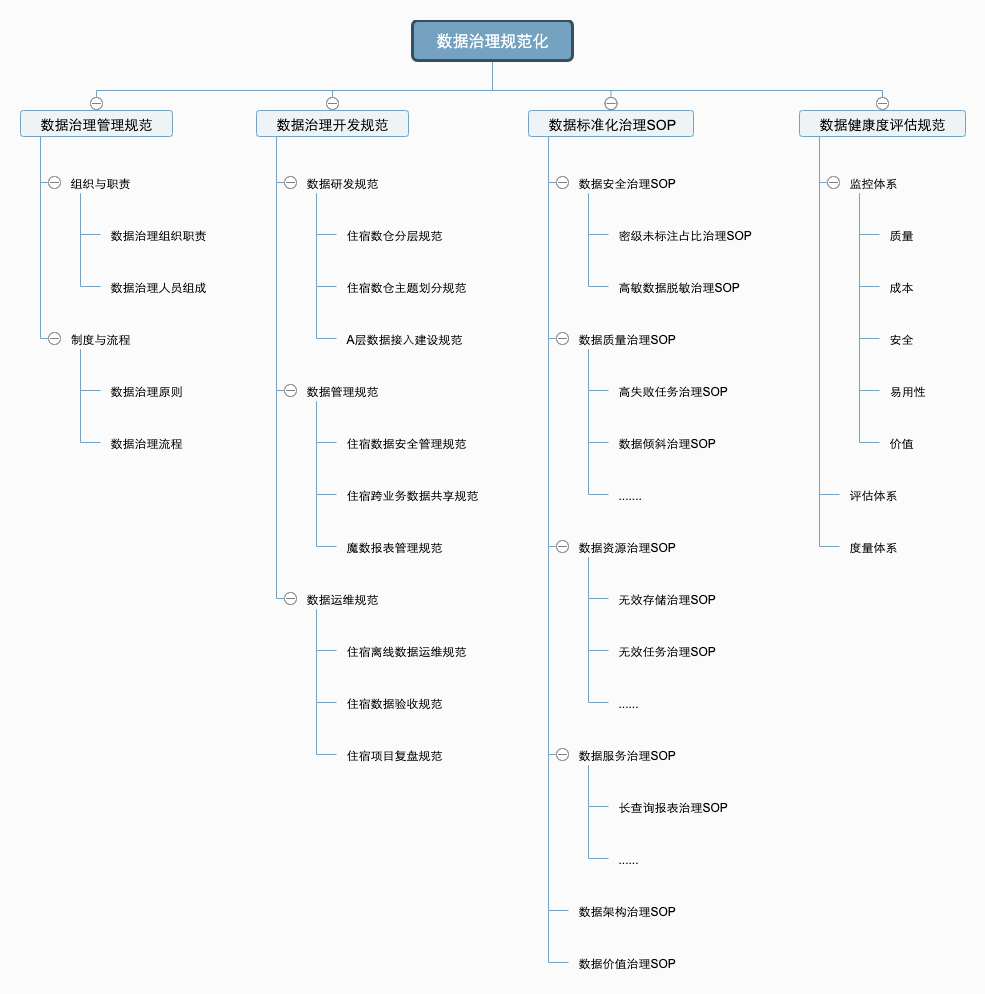 数据治理规范化
数据治理管理规范
组织与职责
数据治理组织职责
数据治理人员组成
制度与流程
数据治理原则
数据治理流程
数据治理开发规范
数据研发规范
住宿数仓分层规范
住宿数仓主题划分规范
A层数据接入建设规范
数据管理规范
住宿数据安全管理规范
住宿跨业务数据共享规范
魔数报表管理规范
数据运维规范
住宿离线数据运维规范
住宿数据验收规范
住宿项目复盘规范
数据标准化治理SOP
数据安全治理SOP
密级未标注占比治理SOP
高敏数据脱敏治理SOP
数据质量治理SOP
高失败任务治理SOP
数据倾斜治理SOP
.......
数据资源治理SOP
无效存储治理SOP
无效任务治理SOP
......
数据服务治理SOP
长查询报表治理SOP
......
数据架构治理SOP
数据价值治理SOP
数据健康度评估规范
监控体系
质量
成本
安全
易用性
价值
评估体系
度量体系